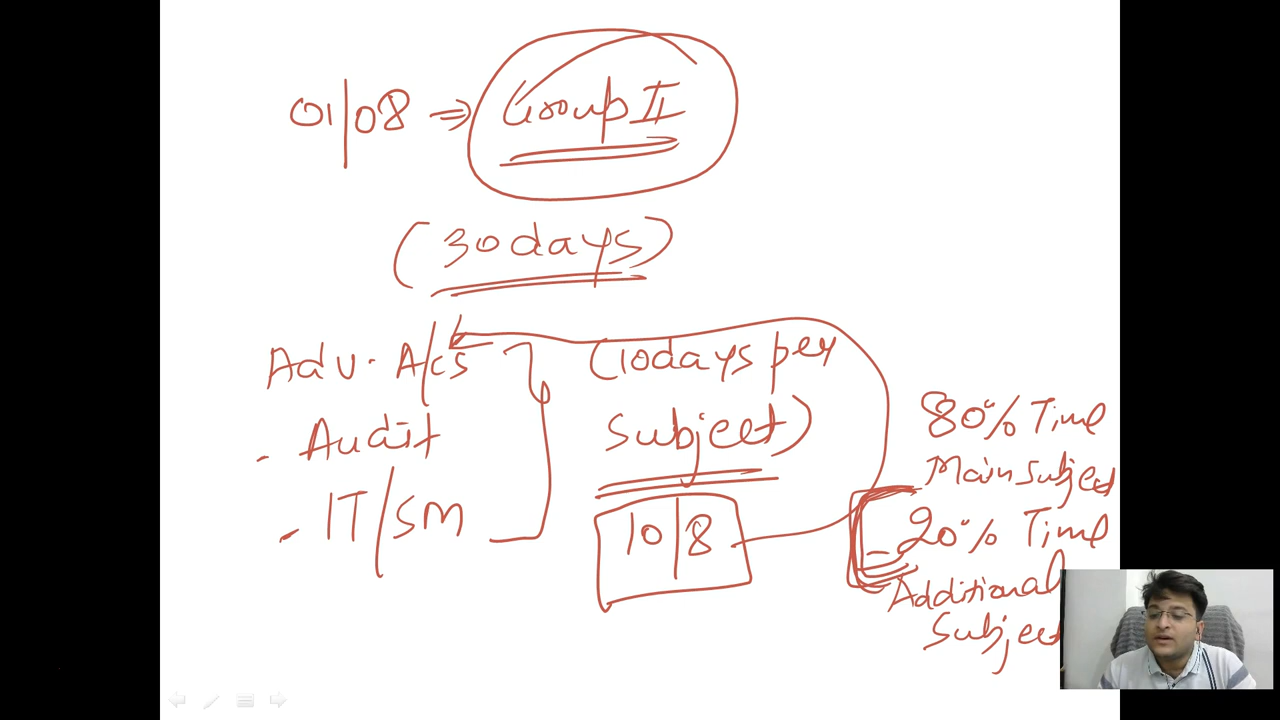 01/08 ⇒ Group II
(30 days)
Adv. A/cs
- Audit
- IT/SM
(10 days per
subject)
10/8
80% Time
Main subject
20% Time
Additional
Subject